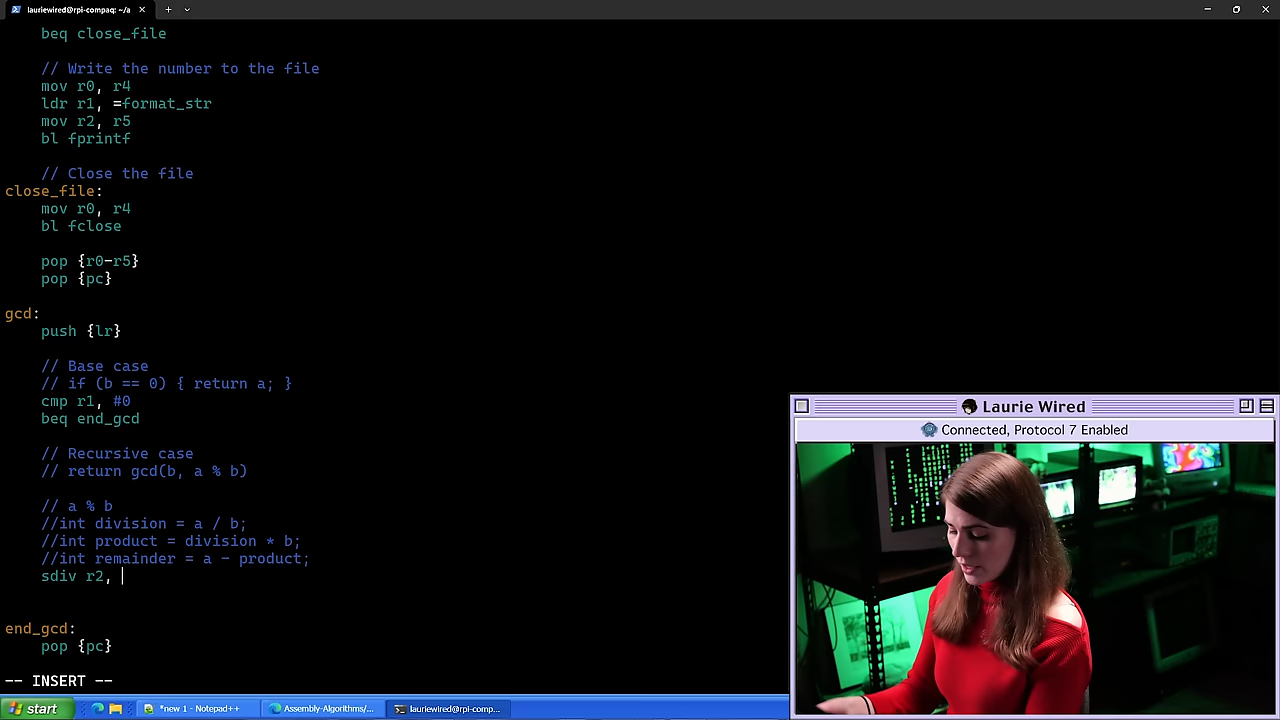 lauriewired@rpi-compaq: ~/a
beq close_file
// Write the number to the file
mov r0, r4
ldr r1, =format_str
mov r2, r5
bl fprintf
// Close the file
close_file:
mov r0, r4
bl fclose
pop {r0-r5}
pop {pc}
gcd:
push {lr}
// Base case
// if (b == 0) { return a; }
cmp r1, #0
beq end_gcd
// Recursive case
// return gcd(b, a % b)
// a % b
//int division = a / b;
//int product = division * b;
//int remainder = a - product;
sdiv r2,
end_gcd:
pop {pc}
-- INSERT --
Laurie Wired
Connected, Protocol 7 Enabled
start
*new 1 - Notepad++
Assembly-Algorithms/...
lauriewired@rpi-comp...